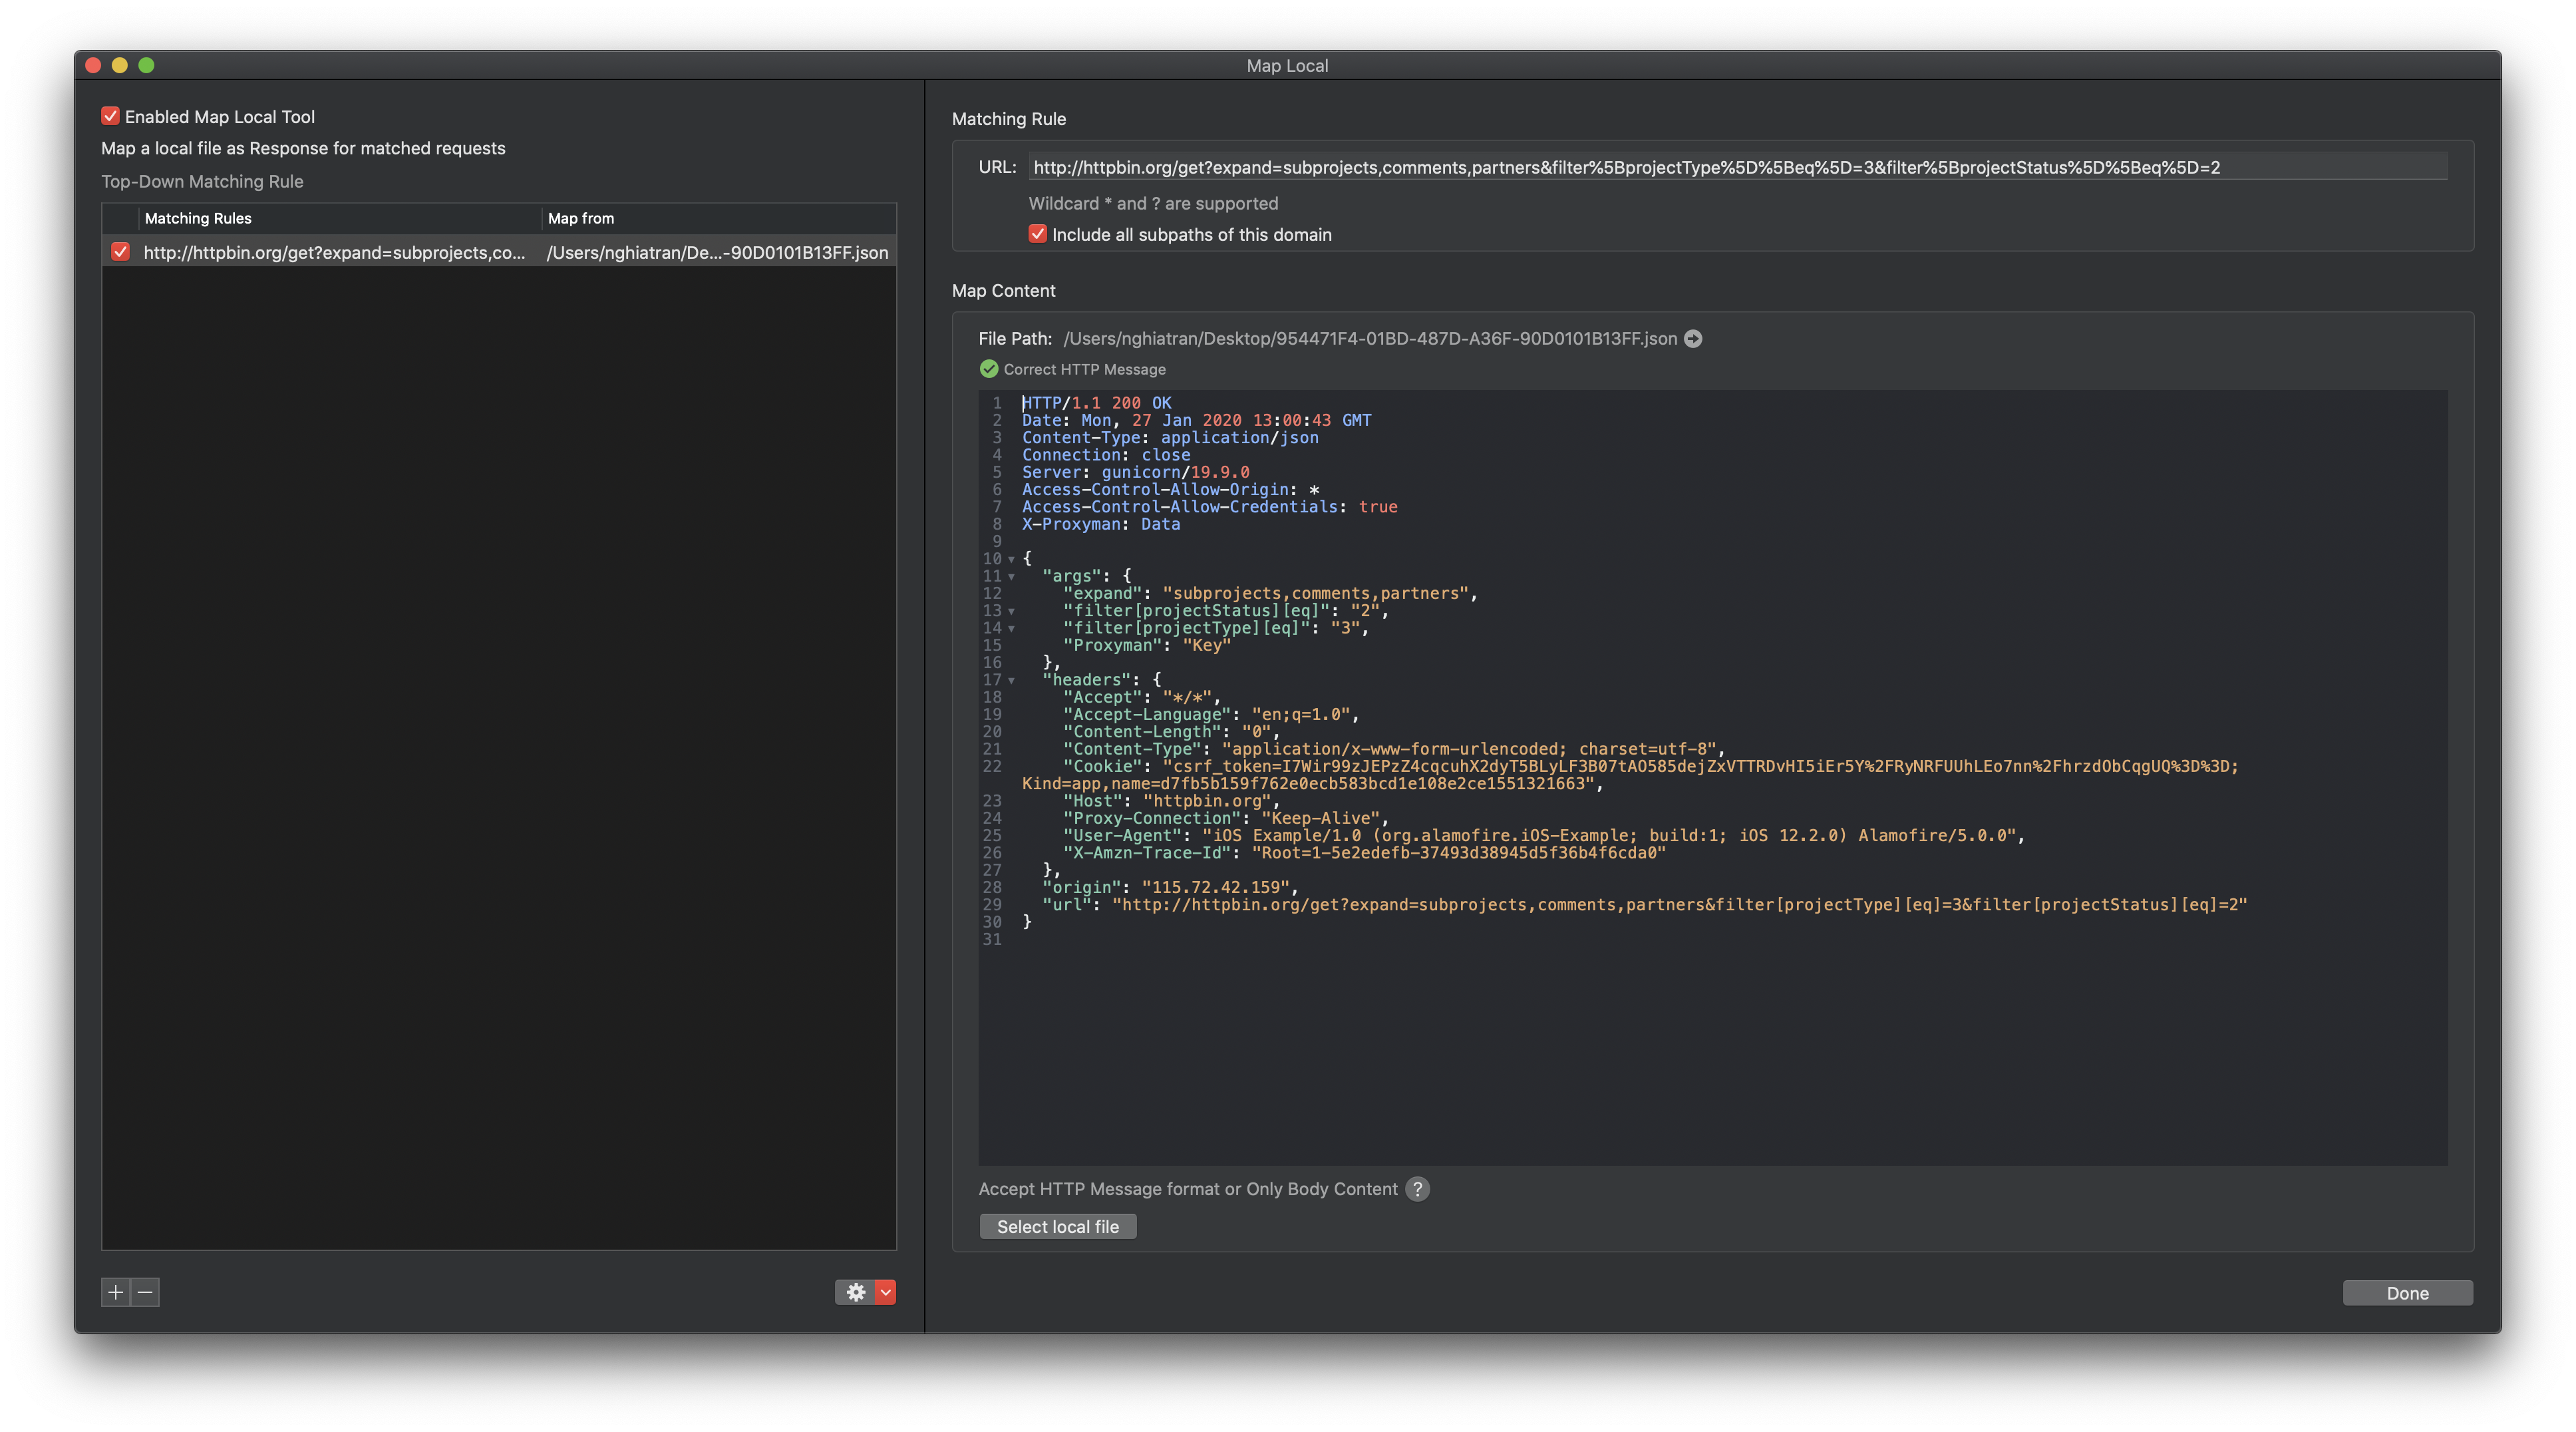 Map Local
Enabled Map Local Tool
Map a local file as Response for matched requests
Top-Down Matching Rule
Matching Rules Map from
http://httpbin.org/get?expand=subprojects,co... /Users/nghiatran/De...-90D0101B13FF.json
Matching Rule
URL: http://httpbin.org/get?expand=subprojects,comments,partners&filter%5BprojectType%5D%5Beq%5D=3&filter%5BprojectStatus%5D%5Beq%5D=2
Wildcard * and ? are supported
Include all subpaths of this domain
Map Content
File Path: /Users/nghiatran/Desktop/954471F4-01BD-487D-A36F-90D0101B13FF.json
Correct HTTP Message
1 HTTP/1.1 200 OK
2 Date: Mon, 27 Jan 2020 13:00:43 GMT
3 Content-Type: application/json
4 Connection: close
5 Server: gunicorn/19.9.0
6 Access-Control-Allow-Origin: *
7 Access-Control-Allow-Credentials: true
8 X-Proxyman: Data
9
10 {
11 "args": {
12 "expand": "subprojects,comments,partners",
13 "filter[projectStatus][eq]": "2",
14 "filter[projectType][eq]": "3",
15 "Proxyman": "Key"
16 },
17 "headers": {
18 "Accept": "*/*",
19 "Accept-Language": "en;q=1.0",
20 "Content-Length": "0",
21 "Content-Type": "application/x-www-form-urlencoded; charset=utf-8",
22 "Cookie": "csrf_token=I7Wir99zJEPzZ4cqcuhX2dyT5BLyLF3B07tAO585dejZxVTTRDvHI5iEr5Y%2FRyNRFUUhLEo7nn%2FhrzdObCqgUQ%3D%3D;
Kind=app,name=d7fb5b159f762e0ecb583bcd1e108e2ce1551321663",
23 "Host": "httpbin.org",
24 "Proxy-Connection": "Keep-Alive",
25 "User-Agent": "iOS Example/1.0 (org.alamofire.iOS-Example; build:1; iOS 12.2.0) Alamofire/5.0.0",
26 "X-Amzn-Trace-Id": "Root=1-5e2edefb-37493d38945d5f36b4f6cda0"
27 },
28 "origin": "115.72.42.159",
29 "url": "http://httpbin.org/get?expand=subprojects,comments,partners&filter[projectType][eq]=3&filter[projectStatus][eq]=2"
30 }
31
Accept HTTP Message format or Only Body Content ?
Select local file
Done